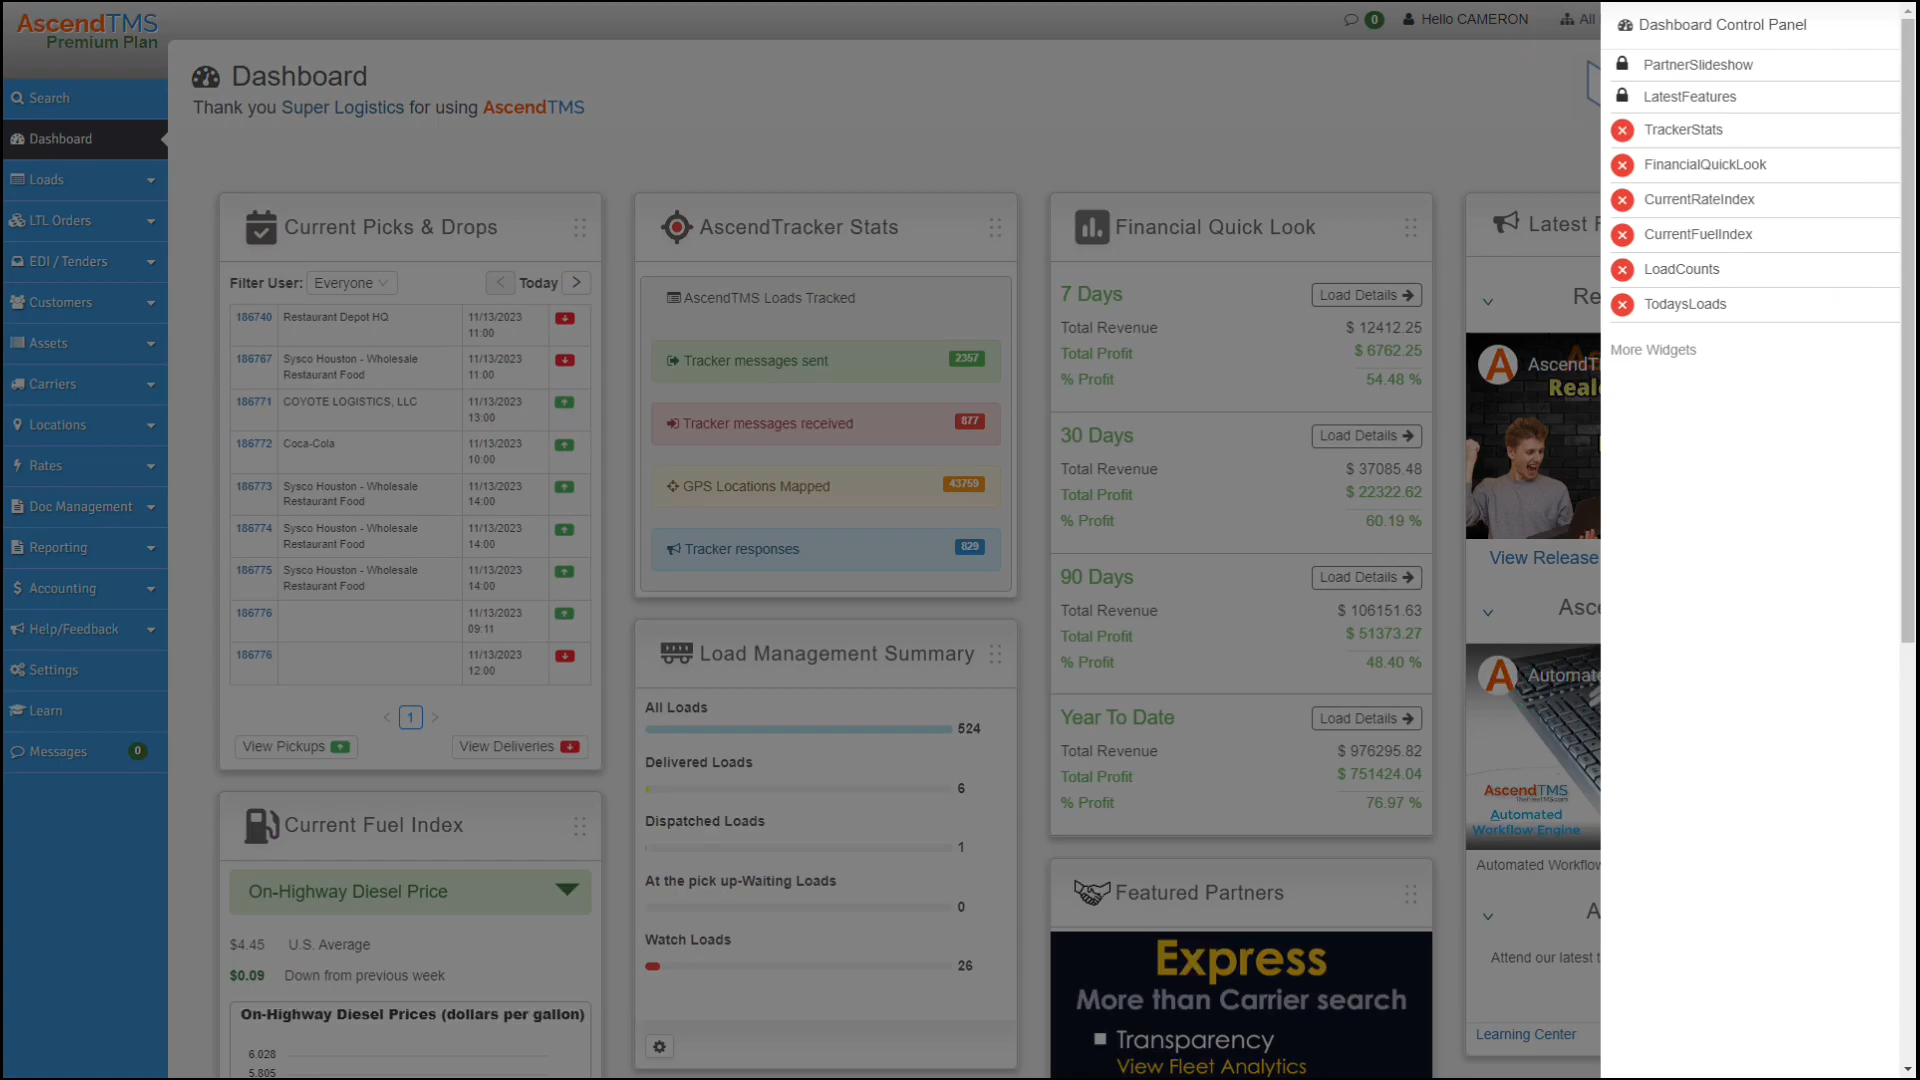 AscendTMS
Premium Plan
0
Hello CAMERON
All
Search
Dashboard
Loads
LTL Orders
EDI / Tenders
Customers
Assets
Carriers
Locations
Rates
Doc Management
Reporting
Accounting
Help/Feedback
Settings
Learn
Messages 0
Dashboard
Thank you Super Logistics for using AscendTMS
Current Picks & Drops
Filter User: Everyone
Today
186740 Restaurant Depot HQ 11/13/2023 11:00
186767 Sysco Houston - Wholesale Restaurant Food 11/13/2023 11:00
186771 COYOTE LOGISTICS, LLC 11/13/2023 13:00
186772 Coca-Cola 11/13/2023 10:00
186773 Sysco Houston - Wholesale Restaurant Food 11/13/2023 14:00
186774 Sysco Houston - Wholesale Restaurant Food 11/13/2023 14:00
186775 Sysco Houston - Wholesale Restaurant Food 11/13/2023 14:00
186776 11/13/2023 09:11
186776 11/13/2023 12:00
1
View Pickups
View Deliveries
Current Fuel Index
On-Highway Diesel Price
$4.45 U.S. Average
$0.09 Down from previous week
On-Highway Diesel Prices (dollars per gallon)
6.028
5.805
AscendTracker Stats
AscendTMS Loads Tracked
Tracker messages sent 2357
Tracker messages received 877
GPS Locations Mapped 43759
Tracker responses 829
Load Management Summary
All Loads
524
Delivered Loads
6
Dispatched Loads
1
At the pick up-Waiting Loads
0
Watch Loads
26
Financial Quick Look
7 Days Load Details
Total Revenue $ 12412.25
Total Profit $ 6762.25
% Profit 54.48 %
30 Days Load Details
Total Revenue $ 37085.48
Total Profit $ 22322.62
% Profit 60.19 %
90 Days Load Details
Total Revenue $ 106151.63
Total Profit $ 51373.27
% Profit 48.40 %
Year To Date Load Details
Total Revenue $ 976295.82
Total Profit $ 751424.04
% Profit 76.97 %
Featured Partners
Express
More than Carrier search
Transparency
View Fleet Analytics
Latest F
Re
AscendT
Real
View Release
Asc
Automate
AscendTMS
TheFreeTMS.com
Automated
Workflow Engine
Automated Workflow
A
Attend our latest t
Learning Center
Dashboard Control Panel
PartnerSlideshow
LatestFeatures
TrackerStats
FinancialQuickLook
CurrentRateIndex
CurrentFuelIndex
LoadCounts
TodaysLoads
More Widgets